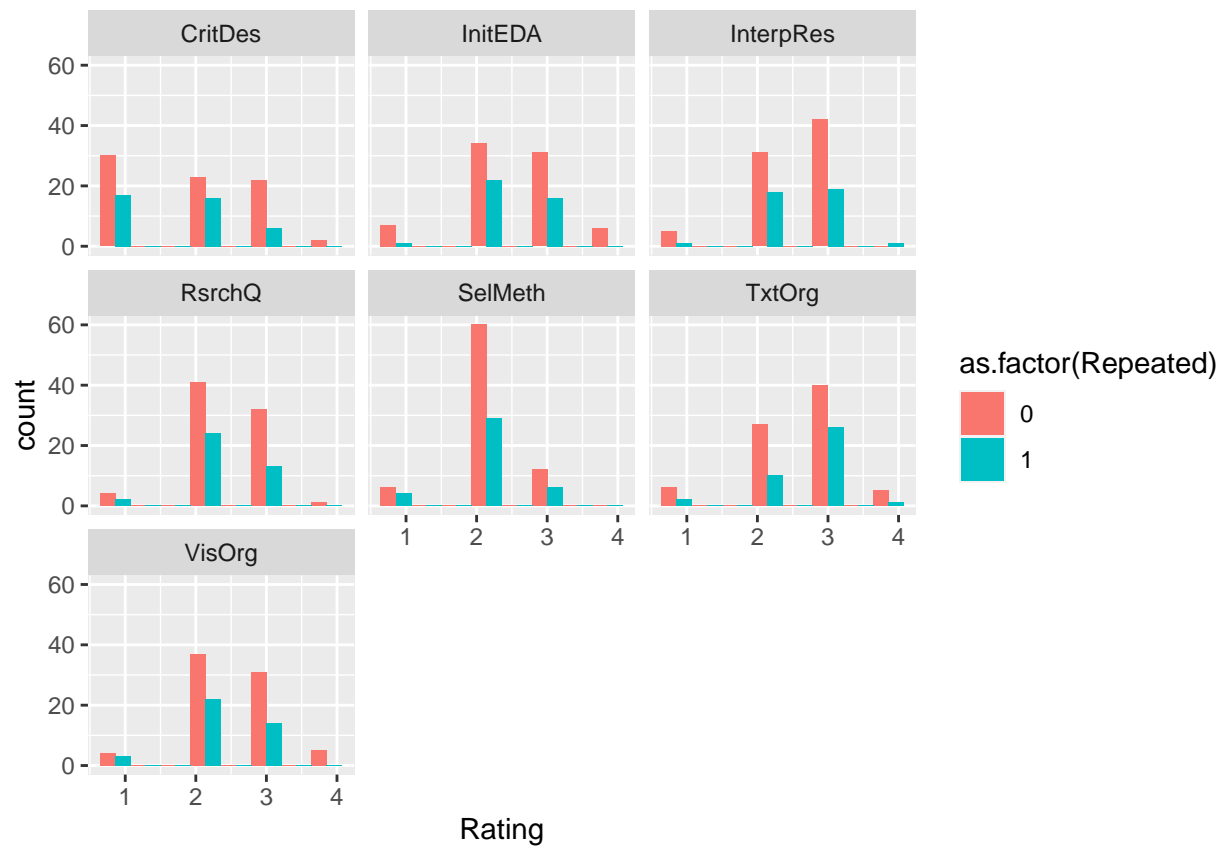 CritDes InitEDA InterpRes
60
40
20
0
RsrchQ SelMeth TxtOrg
60
40
20
0
1 2 3 4 1 2 3 4
VisOrg
60
40
20
0
1 2 3 4
Rating
count
as.factor(Repeated)
0
1